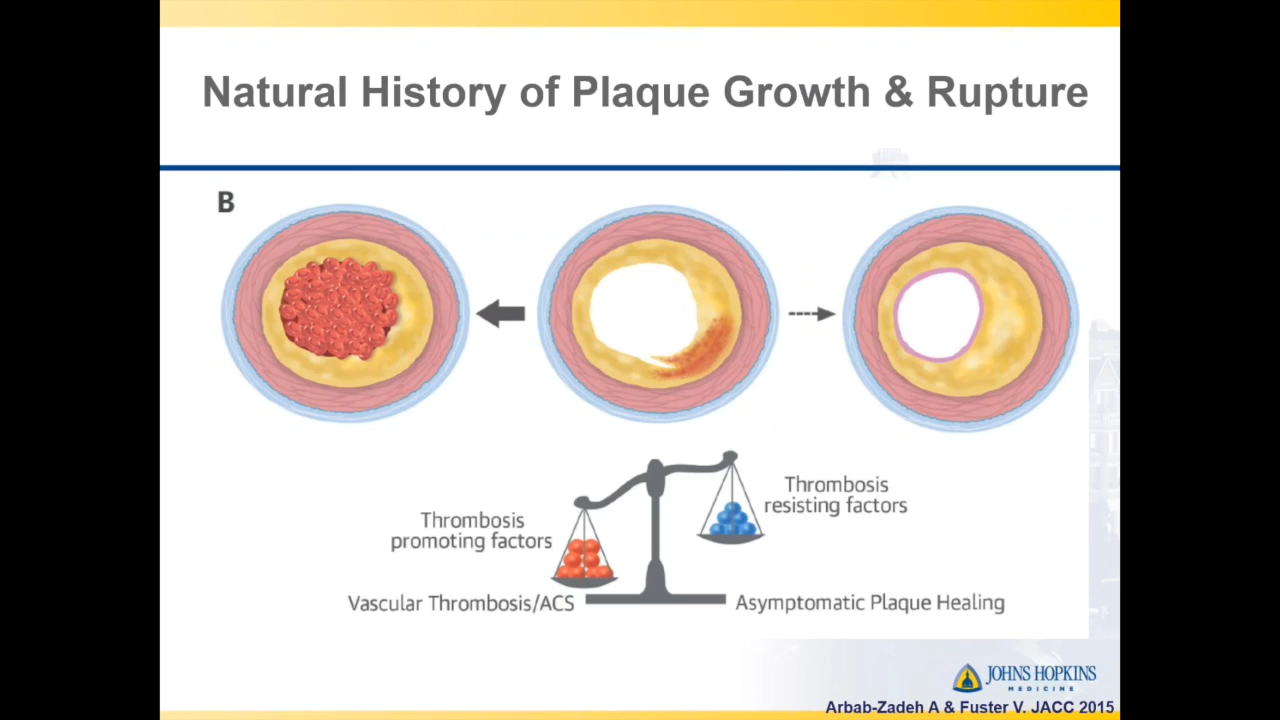 Natural History of Plaque Growth & Rupture
B
Thrombosis
resisting factors
Thrombosis
promoting factors
Vascular Thrombosis/ACS
Asymptomatic Plaque Healing
JOHNS HOPKINS
MEDICINE
Arbab-Zadeh A & Fuster V. JACC 2015